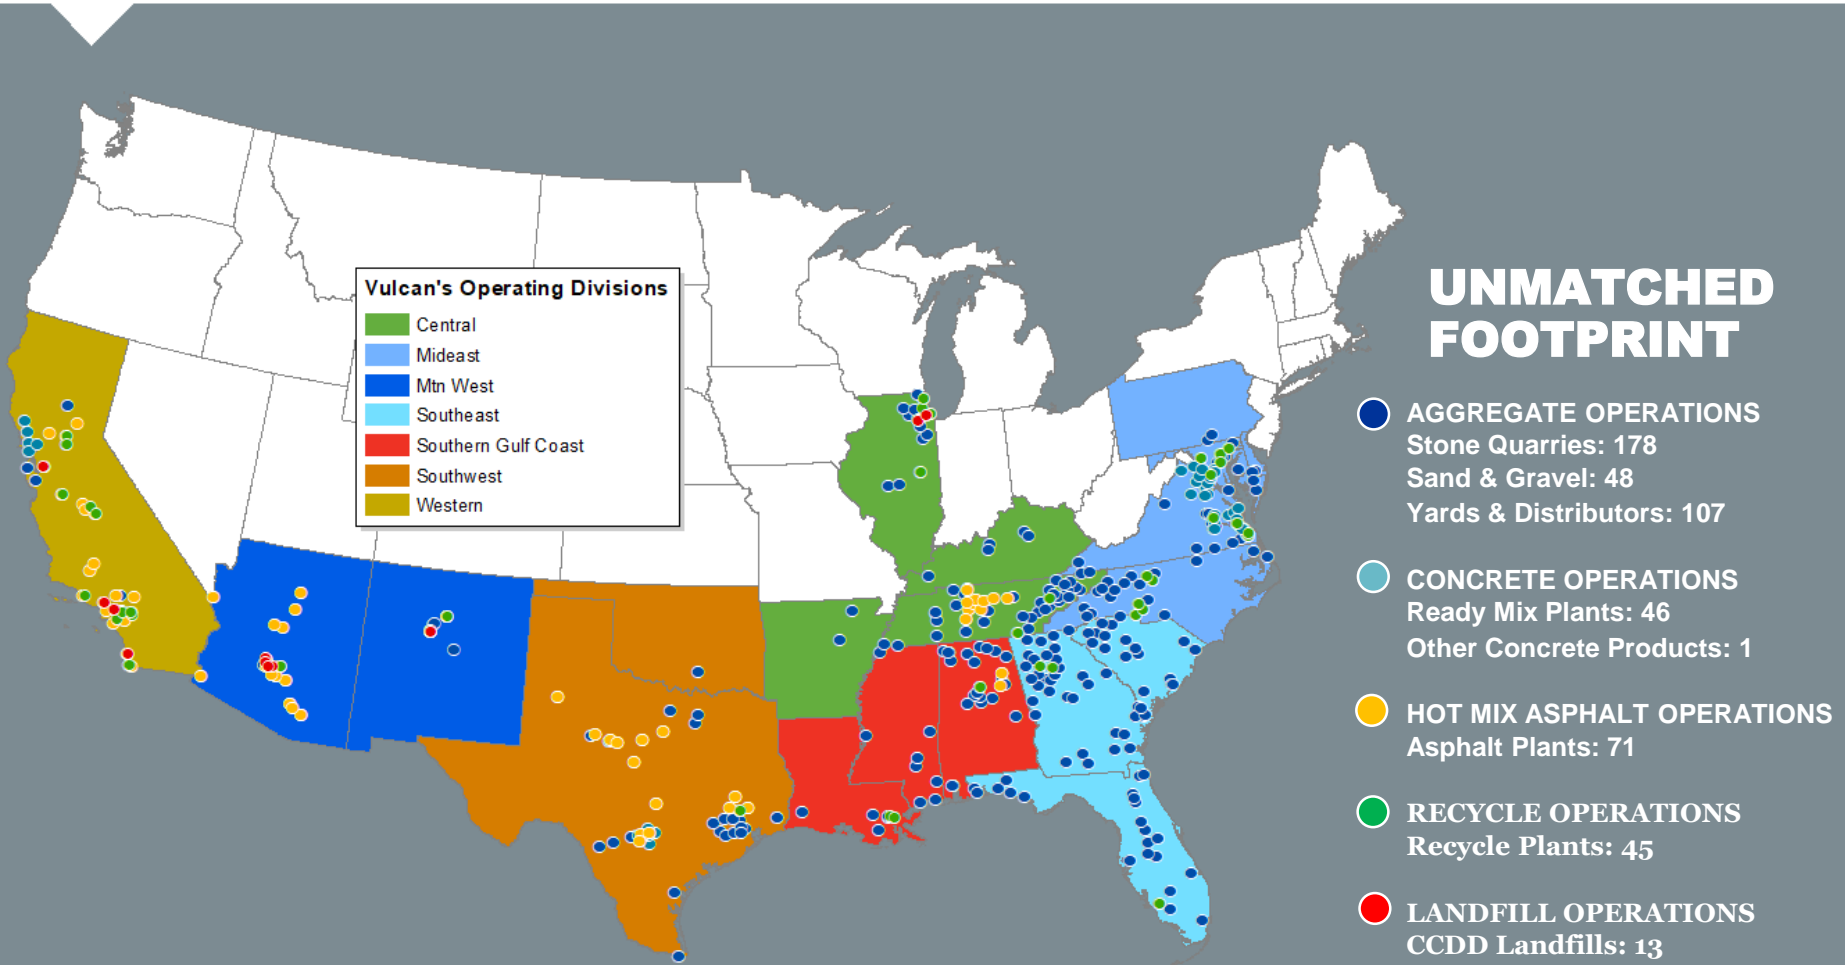 Vulcan's Operating Divisions
Central
Mideast
Mtn West
Southeast
Southern Gulf Coast
Southwest
Western
UNMATCHED
FOOTPRINT
AGGREGATE OPERATIONS
Stone Quarries: 178
Sand & Gravel: 48
Yards & Distributors: 107
CONCRETE OPERATIONS
Ready Mix Plants: 46
Other Concrete Products: 1
HOT MIX ASPHALT OPERATIONS
Asphalt Plants: 71
RECYCLE OPERATIONS
Recycle Plants: 45
LANDFILL OPERATIONS
CCDD Landfills: 13